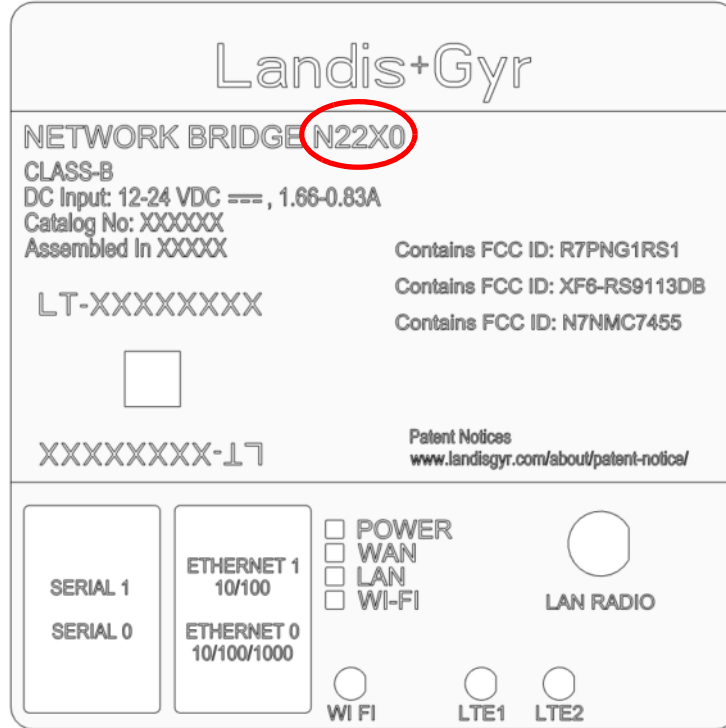 Landis+Gyr
NETWORK BRIDGE N22X0
CLASS-B
DC Input: 12-24 VDC ⎓, 1.66-0.83A
Catalog No: XXXXXX
Assembled In XXXXX
Contains FCC ID: R7PNG1RS1
Contains FCC ID: XF6-RS9113DB
Contains FCC ID: N7NMC7455
LT-XXXXXXXX
LT-XXXXXXXX
Patent Notices
www.landisgyr.com/about/patent-notice/
SERIAL 1
SERIAL 0
ETHERNET 1
10/100
ETHERNET 0
10/100/1000
POWER
WAN
LAN
WI-FI
LAN RADIO
WI FI
LTE1
LTE2